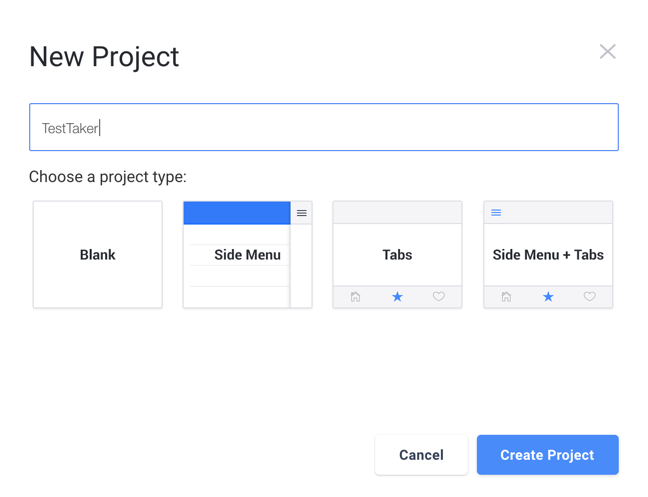 New Project
TestTaker
Choose a project type:
Blank
Side Menu
Tabs
Side Menu + Tabs
Cancel
Create Project